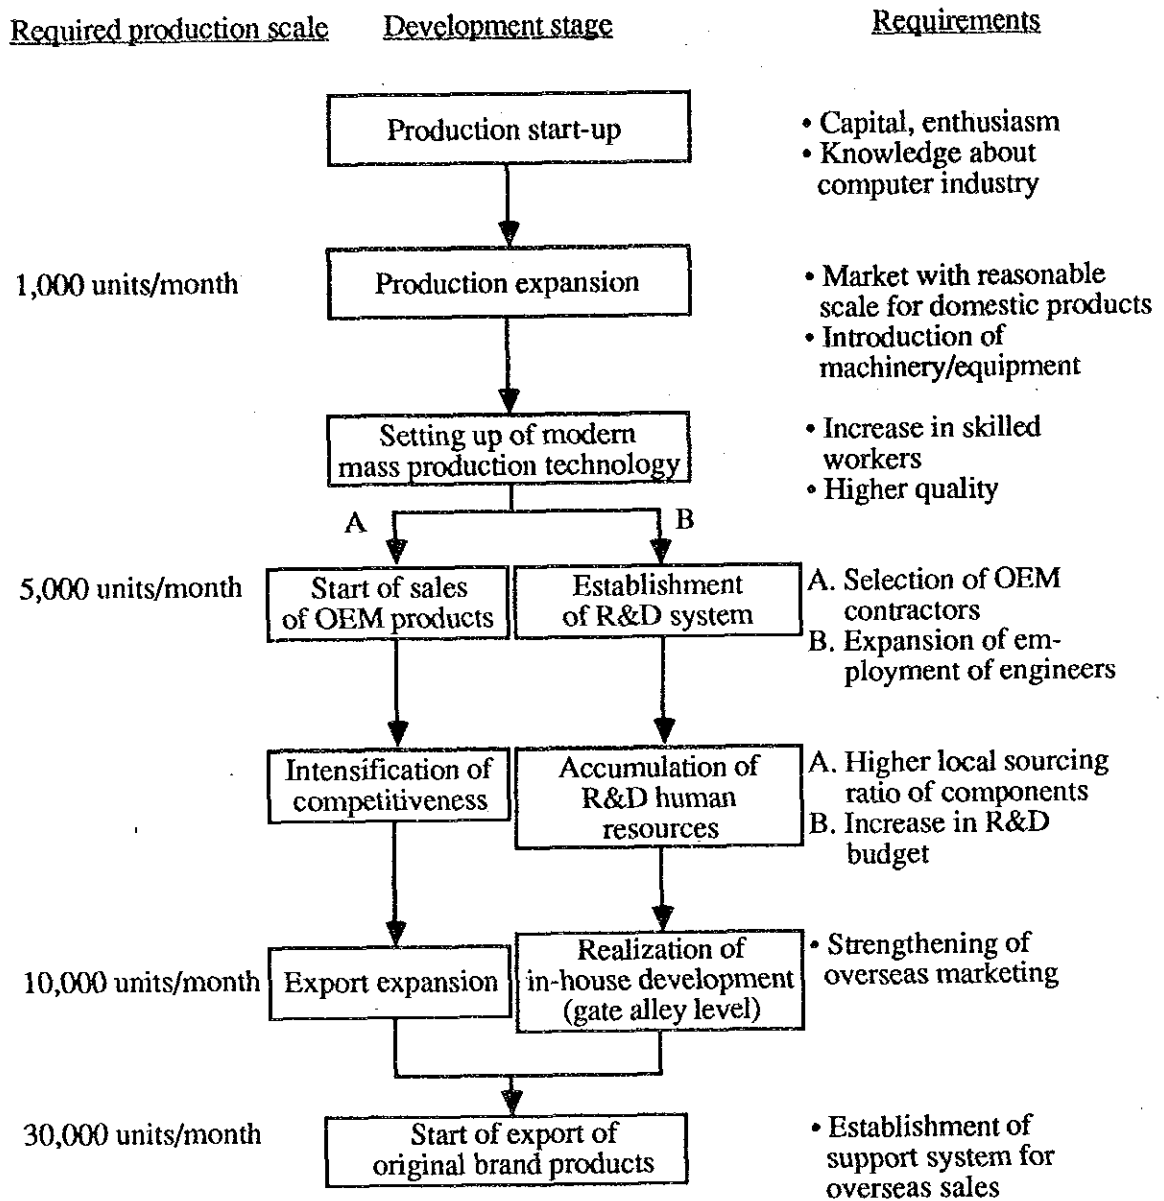 Required production scale Development stage Requirements
Production start-up
• Capital, enthusiasm
• Knowledge about
computer industry
1,000 units/month
Production expansion
• Market with reasonable
scale for domestic products
• Introduction of
machinery/equipment
Setting up of modern
mass production technology
• Increase in skilled
workers
• Higher quality
A
B
5,000 units/month
Start of sales
of OEM products
Establishment
of R&D system
A. Selection of OEM
contractors
B. Expansion of em-
ployment of engineers
Intensification of
competitiveness
Accumulation of
R&D human
resources
A. Higher local sourcing
ratio of components
B. Increase in R&D
budget
10,000 units/month
Export expansion
Realization of
in-house development
(gate alley level)
• Strengthening of
overseas marketing
30,000 units/month
Start of export of
original brand products
• Establishment of
support system for
overseas sales